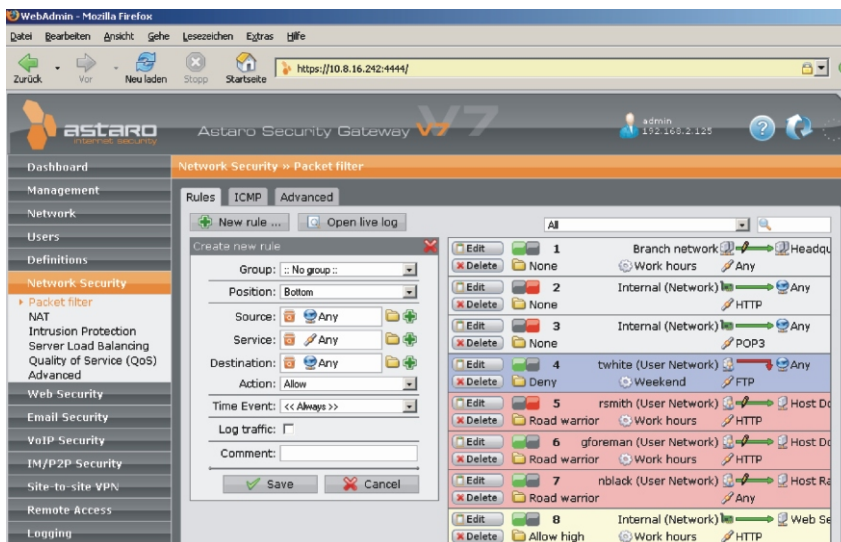 WebAdmin - Mozilla Firefox
Datei Bearbeiten Ansicht Gehe Lesezeichen Extras Hilfe
Zurück Vor Neu laden Stopp Startseite https://10.8.16.242:4444/
astaro internet security Astaro Security Gateway V7 admin 192.168.2.125
Dashboard
Management
Network
Users
Definitions
Network Security
Packet filter
NAT
Intrusion Protection
Server Load Balancing
Quality of Service (QoS)
Advanced
Web Security
Email Security
VoIP Security
IM/P2P Security
Site-to-site VPN
Remote Access
Logging
Network Security » Packet filter
Rules ICMP Advanced
New rule ... Open live log
Create new rule
Group: :: No group ::
Position: Bottom
Source: Any
Service: Any
Destination: Any
Action: Allow
Time Event: << Always >>
Log traffic:
Comment:
Save Cancel
All
Edit 1 Branch network Headqu
Delete None Work hours Any
Edit 2 Internal (Network) Any
Delete None HTTP
Edit 3 Internal (Network) Any
Delete None POP3
Edit 4 twhite (User Network) Any
Delete Deny Weekend FTP
Edit 5 rsmith (User Network) Host Do
Delete Road warrior Work hours HTTP
Edit 6 gforeman (User Network) Host Do
Delete Road warrior Work hours HTTP
Edit 7 nblack (User Network) Host Ra
Delete Road warrior Any
Edit 8 Internal (Network) Web Se
Delete Allow high Work hours HTTP